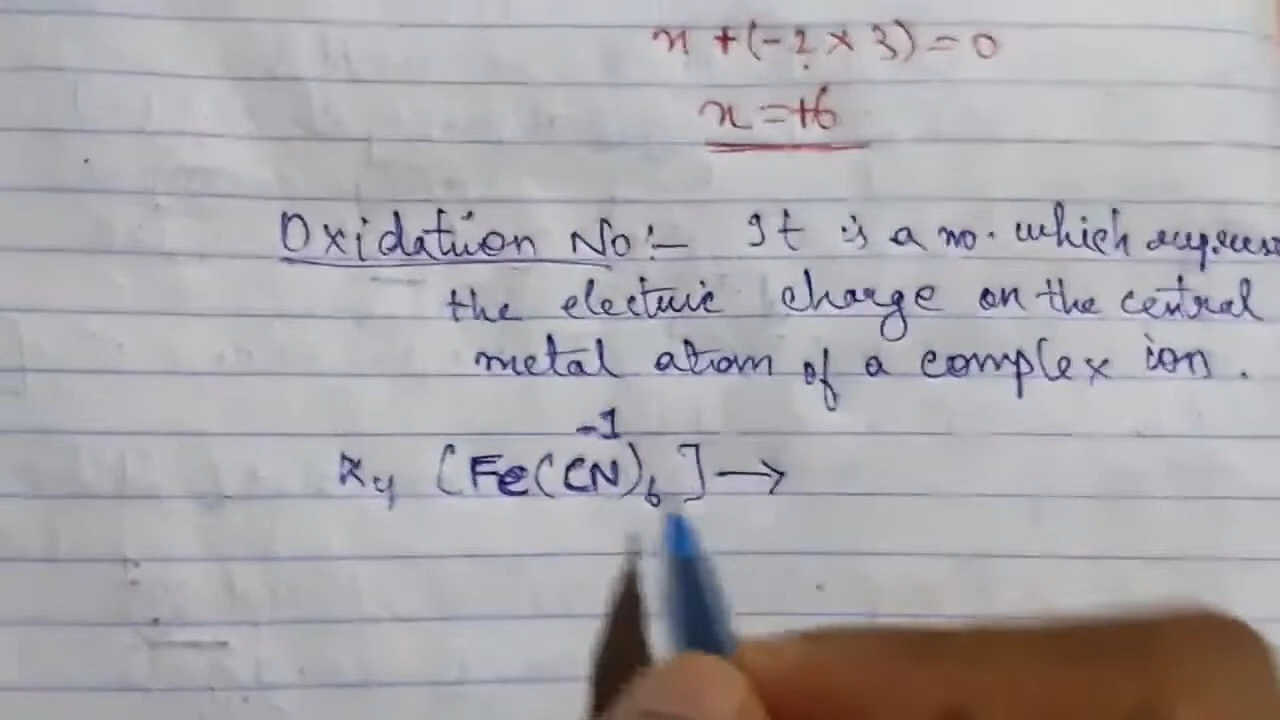 x + (-2 × 3) = 0
x = +6
Oxidation No:- It is a no. which
the electric charge on the central
metal atom of a complex ion.
-1
K4 [Fe(CN)6] →